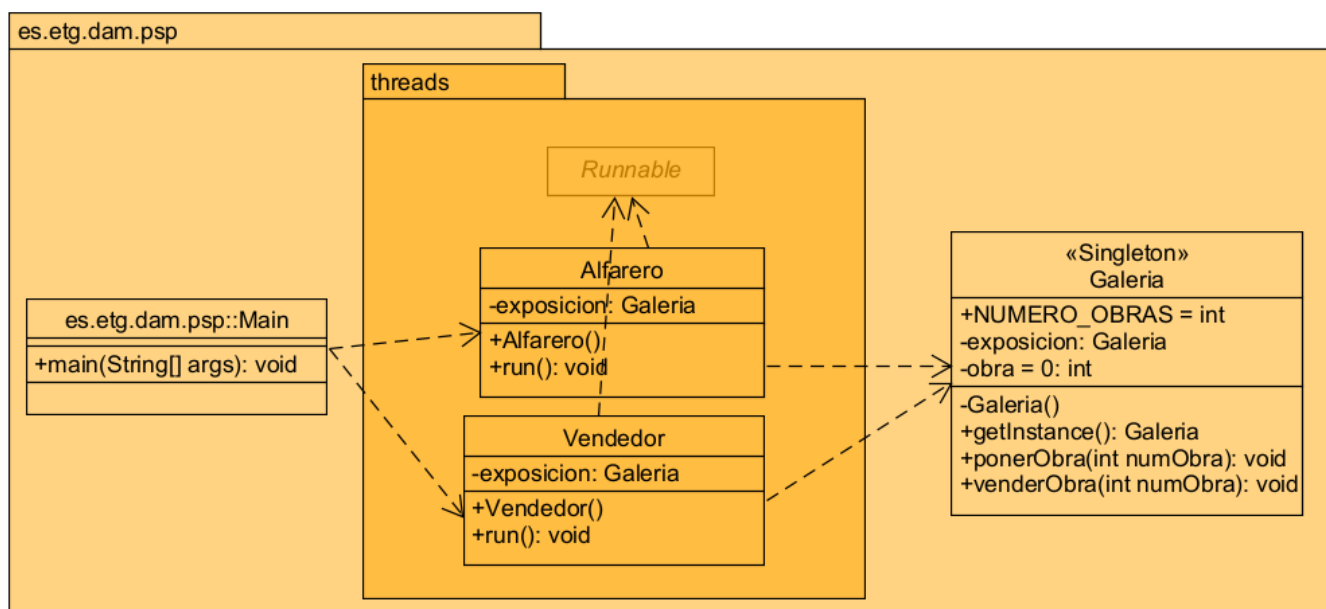 es.etg.dam.psp
threads
Runnable
Alfarero
-exposicion: Galeria
+Alfarero()
+run(): void
Vendedor
-exposicion: Galeria
+Vendedor()
+run(): void
es.etg.dam.psp::Main
+main(String[] args): void
«Singleton»
Galeria
+NUMERO_OBRAS = int
-exposicion: Galeria
-obra = 0: int
-Galeria()
+getInstance(): Galeria
+ponerObra(int numObra): void
+venderObra(int numObra): void